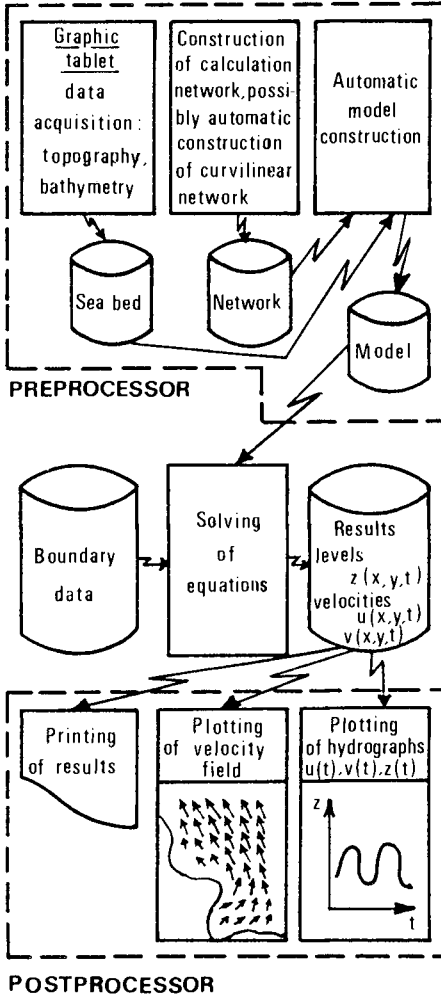 Graphic
tablet
data
acquisition:
topography,
bathymetry
Construction
of calculation
network, possi-
bly automatic
construction
of curvilinear
network
Automatic
model
construction
Sea bed
Network
Model
PREPROCESSOR
Boundary
data
Solving
of
equations
Results
levels
z(x,y,t)
velocities
u(x,y,t)
v(x,y,t)
Printing
of results
Plotting
of velocity
field
Plotting
of hydrographs
u(t),v(t),z(t)
z
t
POSTPROCESSOR